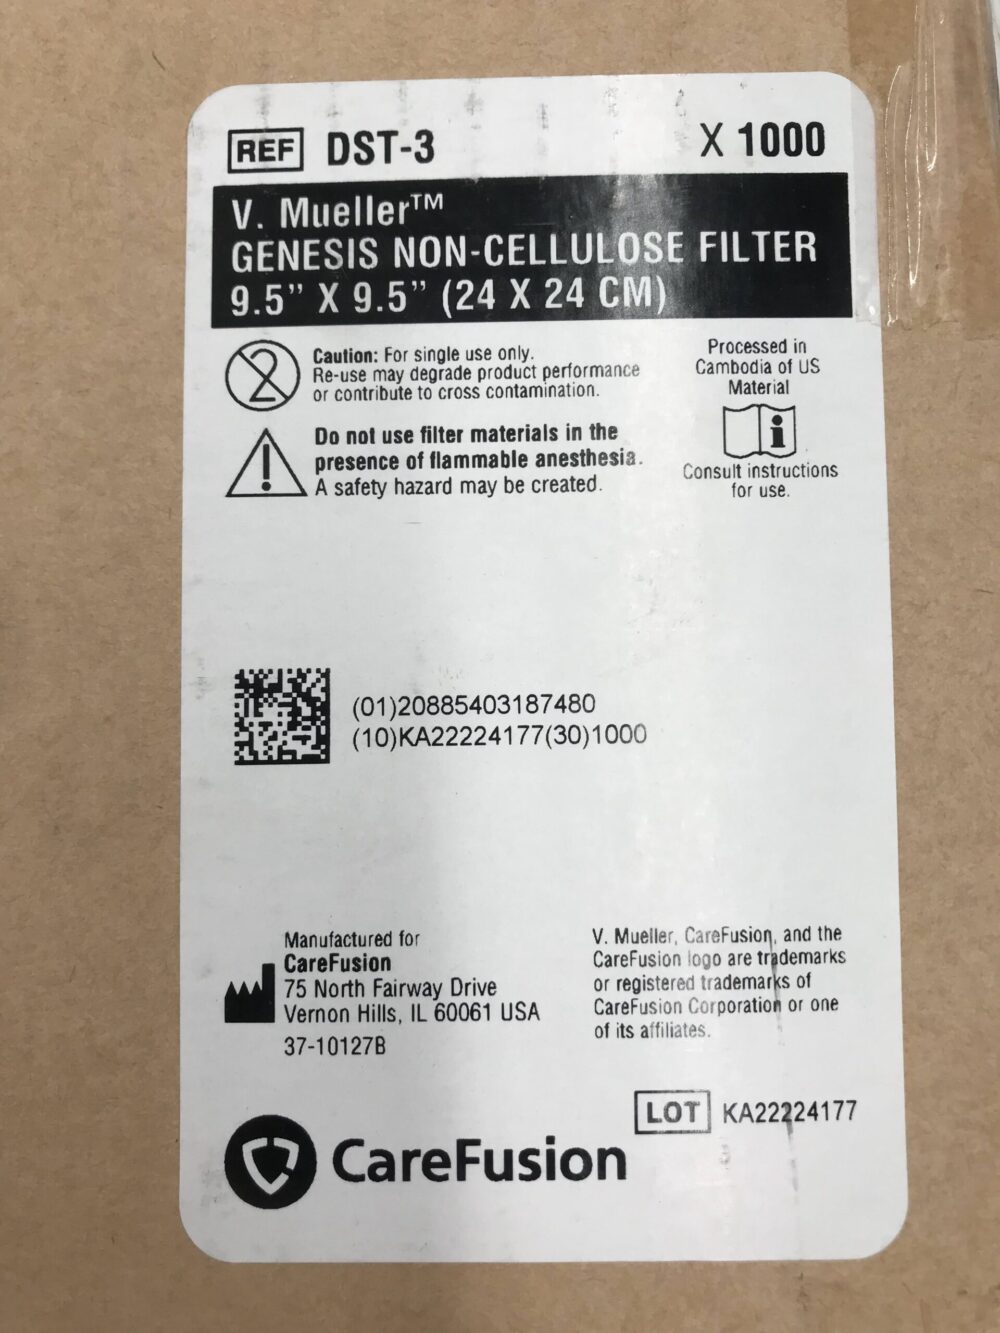 REF DST-3 X 1000
V. Mueller™
GENESIS NON-CELLULOSE FILTER
9.5” X 9.5” (24 X 24 CM)
2
Caution: For single use only.
Re-use may degrade product performance
or contribute to cross contamination.
Processed in
Cambodia of US
Material
!
Do not use filter materials in the
presence of flammable anesthesia.
A safety hazard may be created.
i
Consult instructions
for use.
(01)20885403187480
(10)KA22224177(30)1000
Manufactured for
CareFusion
75 North Fairway Drive
Vernon Hills, IL 60061 USA
37-10127B
V. Mueller, CareFusion, and the
CareFusion logo are trademarks
or registered trademarks of
CareFusion Corporation or one
of its affiliates.
LOT KA22224177
CareFusion